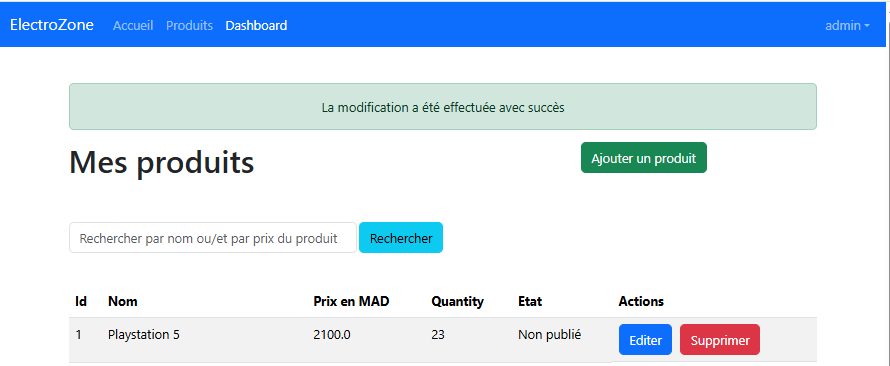 ElectroZone Accueil Produits Dashboard admin
La modification a été effectuée avec succès
Mes produits Ajouter un produit
Rechercher par nom ou/et par prix du produit Rechercher
Id Nom Prix en MAD Quantity Etat Actions
1 Playstation 5 2100.0 23 Non publié Editer Supprimer